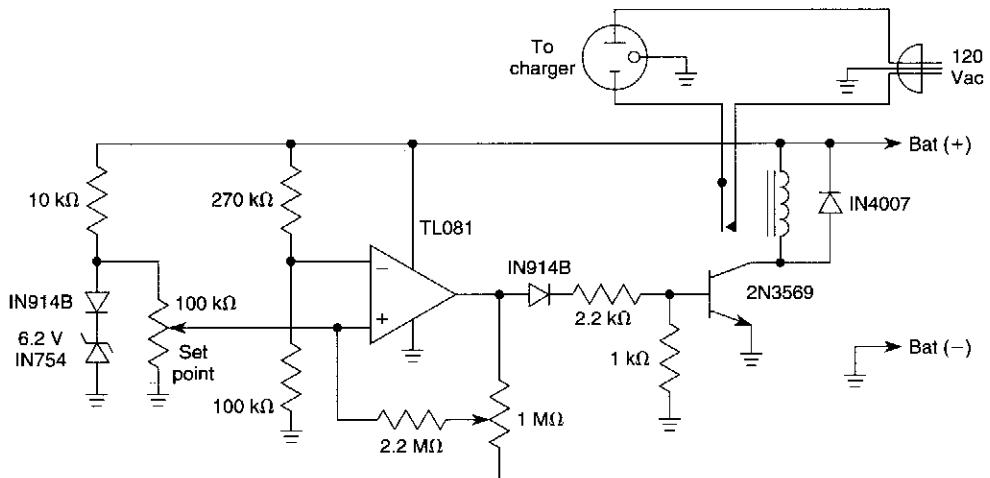 To
charger
120
Vac
Bat (+)
10 kΩ
270 kΩ
TL081
IN4007
−
+
IN914B
2.2 kΩ
2N3569
IN914B
6.2 V
IN754
100 kΩ
Set
point
1 kΩ
Bat (−)
100 kΩ
2.2 MΩ
1 MΩ